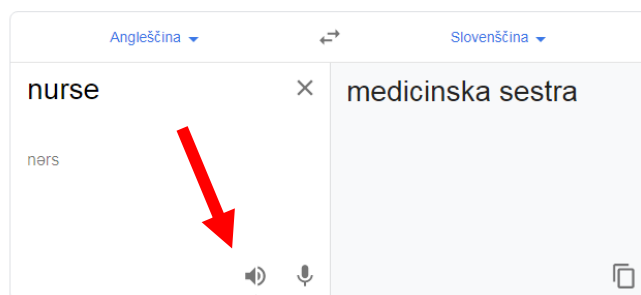 Angleščina
Slovenščina
nurse
medicinska sestra
nərs